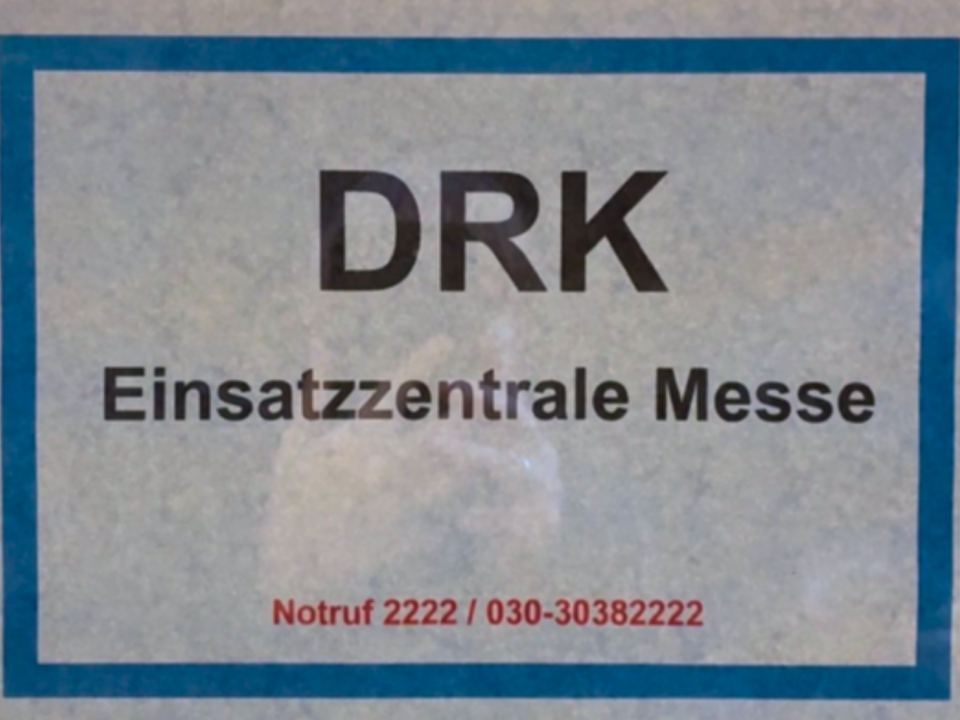 DRK
Einsatzzentrale Messe
Notruf 2222 / 030-30382222